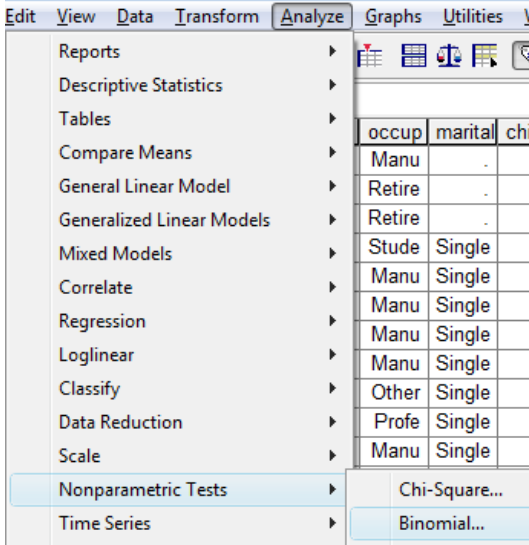 Edit View Data Transform Analyze Graphs Utilities
Reports
Descriptive Statistics
Tables
Compare Means
General Linear Model
Generalized Linear Models
Mixed Models
Correlate
Regression
Loglinear
Classify
Data Reduction
Scale
Nonparametric Tests
Time Series
occup marital chi
Manu .
Retire .
Retire .
Stude Single
Manu Single
Manu Single
Manu Single
Manu Single
Other Single
Profe Single
Manu Single
Chi-Square...
Binomial...